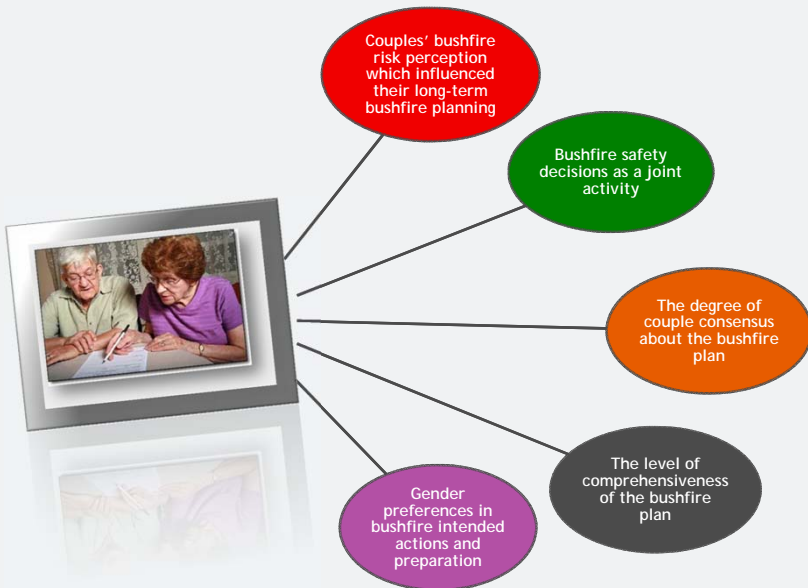 Couples' bushfire
risk perception
which influenced
their long-term
bushfire planning
Bushfire safety
decisions as a joint
activity
The degree of
couple consensus
about the bushfire
plan
The level of
comprehensiveness
of the bushfire
plan
Gender
preferences in
bushfire intended
actions and
preparation